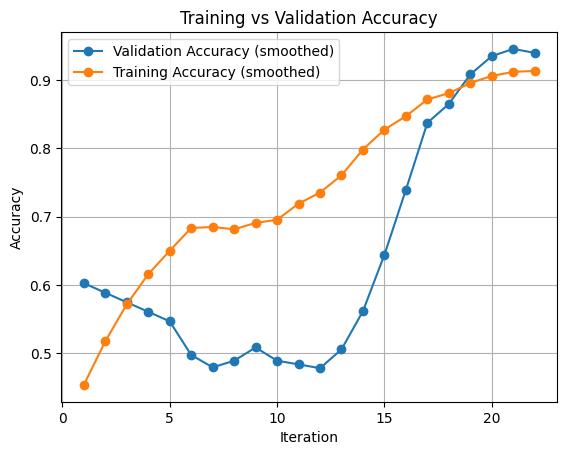 Training vs Validation Accuracy
Validation Accuracy (smoothed)
Training Accuracy (smoothed)
Accuracy
0.9
0.8
0.7
0.6
0.5
0
5
10
15
20
Iteration